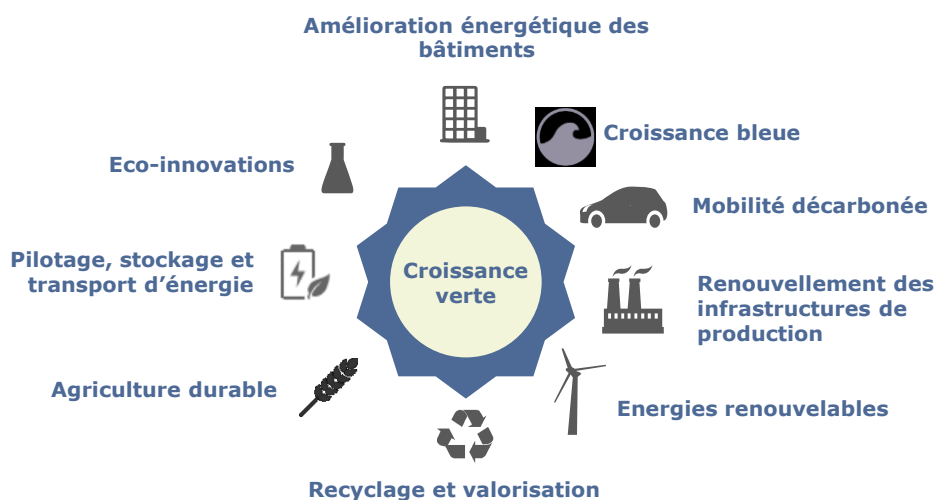 Amélioration énergétique des
bâtiments
Croissance bleue
Eco-innovations
Mobilité décarbonée
Pilotage, stockage et
transport d’énergie
Croissance
verte
Renouvellement des
infrastructures de
production
Agriculture durable
Energies renouvelables
Recyclage et valorisation